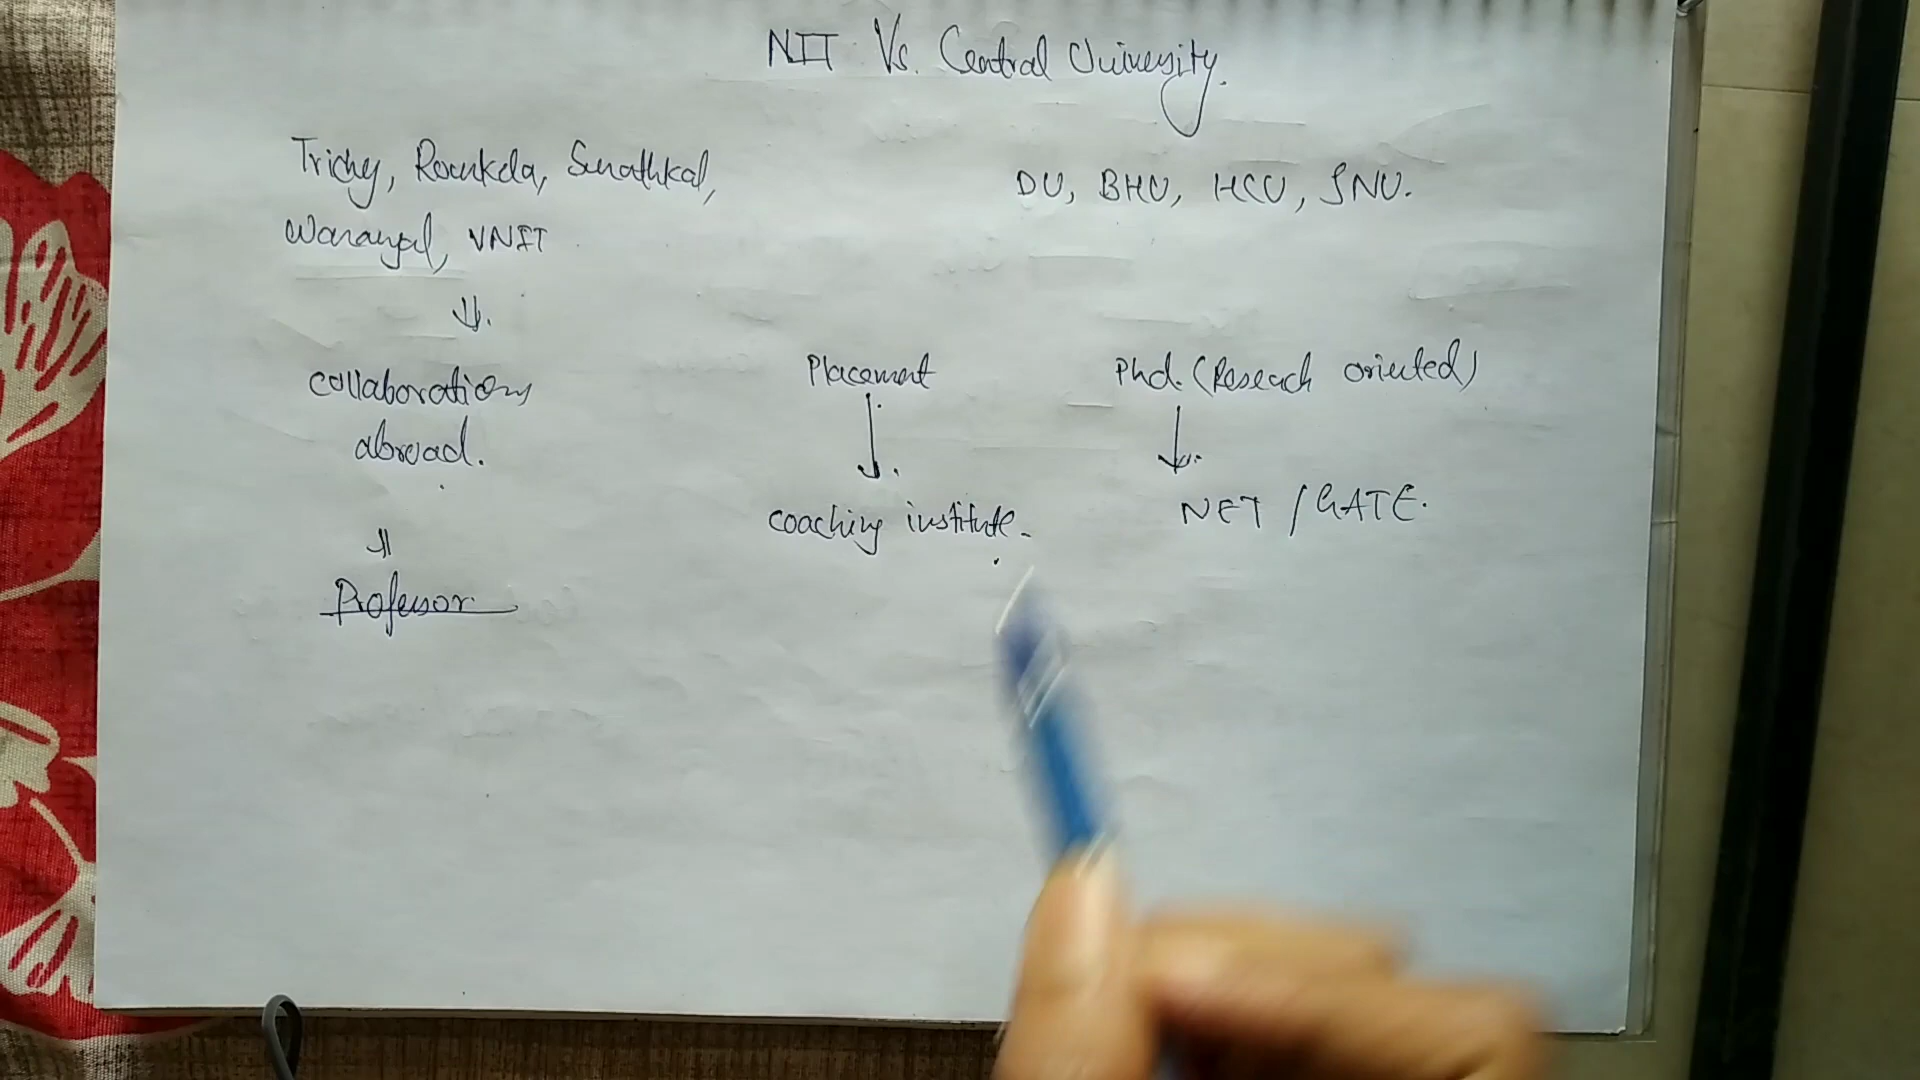 NIT Vs. Central University.
Trichy, Rourkela, Surathkal,
Warangal, VNIT
DU, BHU, HCU, JNU.
collaborations
abroad.
Professor.
Placement
coaching institute.
Phd. (Reseach oriented)
NET / GATE.